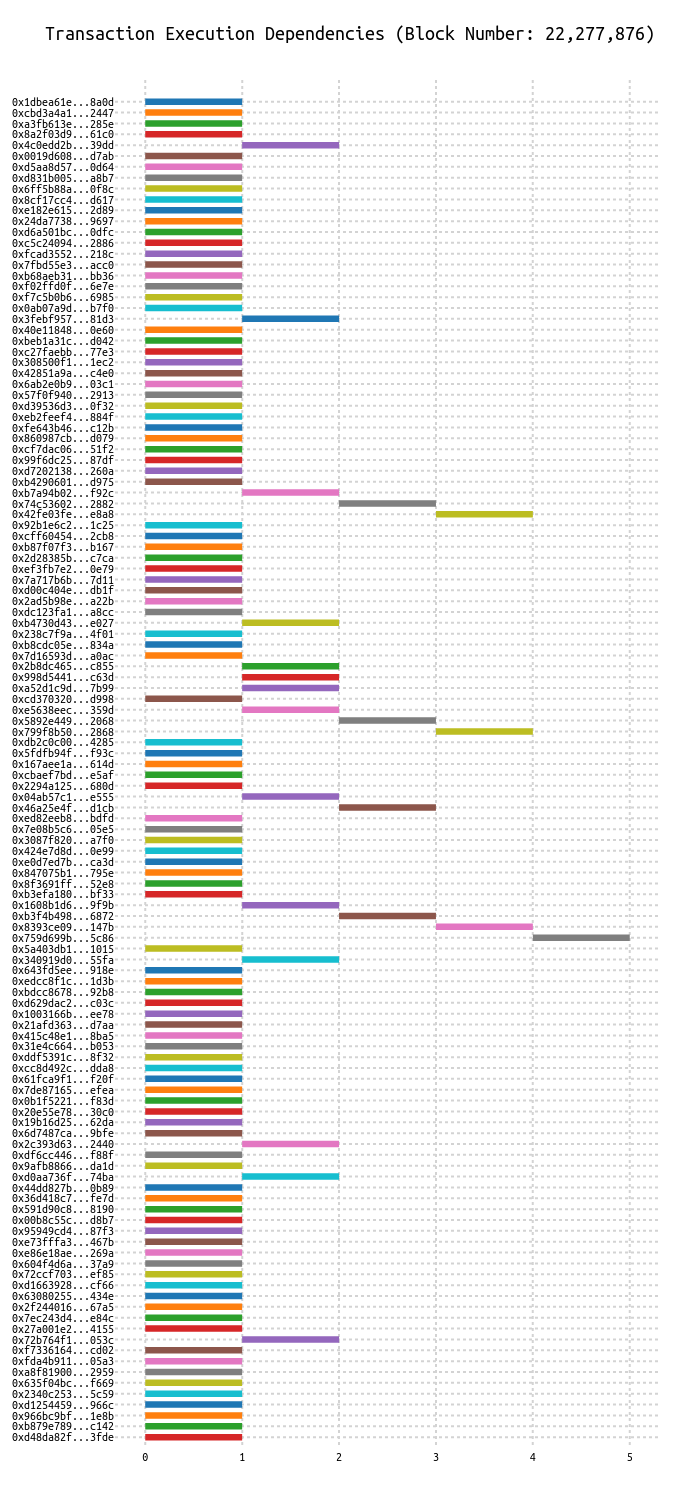 Transaction Execution Dependencies (Block Number: 22,277,876)
0x1dbea61e...8a0d
0xcbd3a4a1...2447
0xa3fb613e...285e
0x8a2f03d9...61c0
0x4c0edd2b...39dd
0x0019d608...d7ab
0xd5aa8d57...0d64
0xd831b005...a8b7
0x6ff5b88a...0f8c
0x8cf17cc4...d617
0xe182e615...2d89
0x24da7738...9697
0xd6a501bc...0dfc
0xc5c24094...2886
0xfcad3552...218c
0x7fbd55e3...acc0
0xb68aeb31...bb36
0xf02ffd0f...6e7e
0xf7c5b0b6...6985
0x0ab07a9d...b7f0
0x3febf957...81d3
0x40e11848...0e60
0xbeb1a31c...d042
0xc27faebb...77e3
0x308500f1...1ec2
0x42851a9a...c4e0
0x6ab2e0b9...03c1
0x57f0f940...2913
0xd39536d3...0f32
0xeb2feef4...884f
0xfe643b46...c12b
0x860987cb...d079
0xcf7dac06...51f2
0x99f6dc25...87df
0xd7202138...260a
0xb4290601...d975
0xb7a94b02...f92c
0x74c53602...2882
0x42fe03fe...e8a8
0x92b1e6c2...1c25
0xcff60454...2cb8
0xb87f07f3...b167
0x2d28385b...c7ca
0xef3fb7e2...0e79
0x7a717b6b...7d11
0xd00c404e...db1f
0x2ad5b98e...a22b
0xdc123fa1...a8cc
0xb4730d43...e027
0x238c7f9a...4f01
0xb8cdc05e...834a
0x7d16593d...a0ac
0x2b8dc465...c855
0x998d5441...c63d
0xa52d1c9d...7b99
0xcd370320...d998
0xe5638eec...359d
0x5892e449...2068
0x799f8b50...2868
0xdb2c0c00...4285
0x5fdfb94f...f93c
0x167aee1a...614d
0xcbaef7bd...e5af
0x2294a125...680d
0x04ab57c1...e555
0x46a25e4f...d1cb
0xed82eeb8...bdfd
0x7e08b5c6...05e5
0x3087f820...a7f0
0x424e7d8d...0e99
0xe0d7ed7b...ca3d
0x847075b1...795e
0x8f3691ff...52e8
0xb3efa180...bf33
0x1608b1d6...9f9b
0xb3f4b498...6872
0x8393ce09...147b
0x759d699b...5c86
0x5a403db1...1015
0x340919d0...55fa
0x643fd5ee...918e
0xedcc8f1c...1d3b
0xbdcc8678...92b8
0xd629dac2...c03c
0x1003166b...ee78
0x21afd363...d7aa
0x415c48e1...8ba5
0x31e4c664...b053
0xddf5391c...8f32
0xcc8d492c...dda8
0x61fca9f1...f20f
0x7de87165...efea
0x0b1f5221...f83d
0x20e55e78...30c0
0x19b16d25...62da
0x6d7487ca...9bfe
0x2c393d63...2440
0xdf6cc446...f88f
0x9afb8866...da1d
0xd0aa736f...74ba
0x44dd827b...0b89
0x36d418c7...fe7d
0x591d90c8...8190
0x00b8c55c...d8b7
0x95949cd4...87f3
0xe73fffa3...467b
0xe86e18ae...269a
0x604f4d6a...37a9
0x72ccf703...ef85
0xd1663928...cf66
0x63080255...434e
0x2f244016...67a5
0x7ec243d4...e84c
0x27a001e2...4155
0x72b764f1...053c
0xf7336164...cd02
0xfda4b911...05a3
0xa8f81900...2959
0x635f04bc...f669
0x2340c253...5c59
0xd1254459...966c
0x966bc9bf...1e8b
0xb879e789...c142
0xd48da82f...3fde
0 1 2 3 4 5